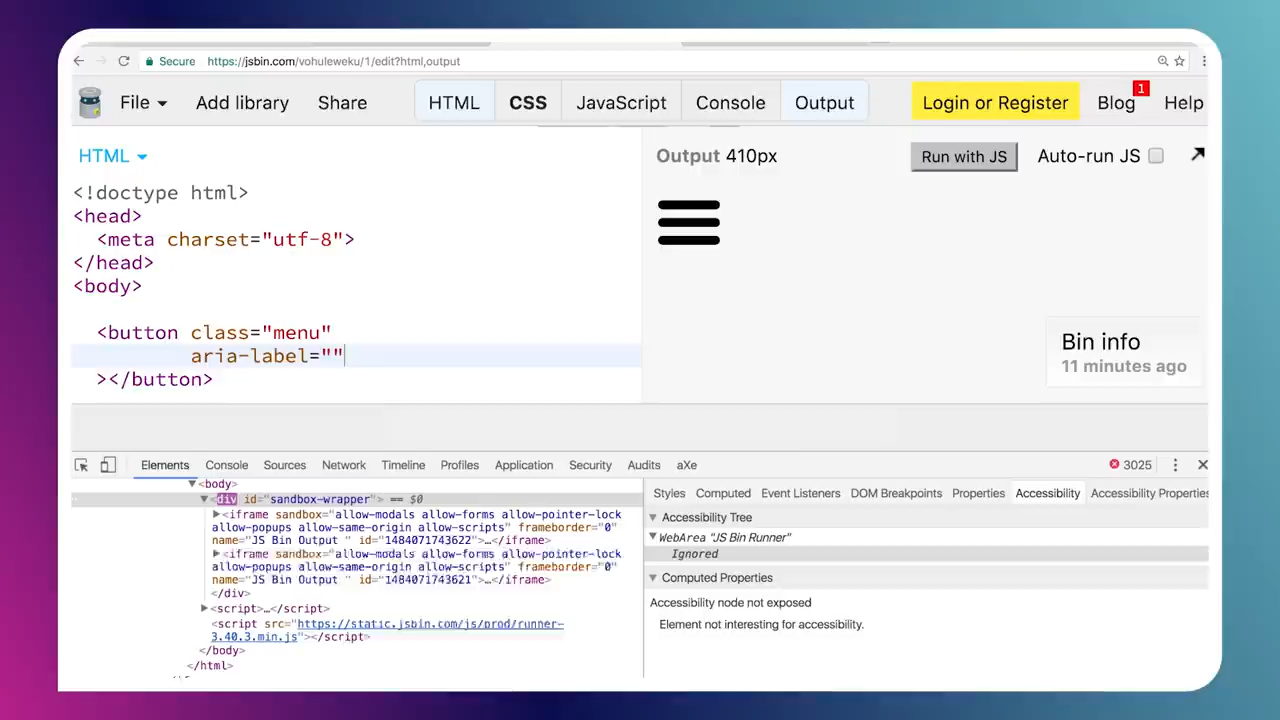 Secure https://jsbin.com/vohuleweku/1/edit?html,output
File Add library Share HTML CSS JavaScript Console Output Login or Register Blog 1 Help
HTML
Output 410px Run with JS Auto-run JS
<!doctype html>
<head>
<meta charset="utf-8">
</head>
<body>
<button class="menu"
aria-label=""
></button>
Bin info
11 minutes ago
Elements Console Sources Network Timeline Profiles Application Security Audits aXe 3025
<body>
<div id="sandbox-wrapper"> == $0
<iframe sandbox="allow-modals allow-forms allow-pointer-lock
allow-popups allow-same-origin allow-scripts" frameborder="0"
name="JS Bin Output " id="1484071743622">…</iframe>
<iframe sandbox="allow-modals allow-forms allow-pointer-lock
allow-popups allow-same-origin allow-scripts" frameborder="0"
name="JS Bin Output " id="1484071743621">…</iframe>
</div>
<script>…</script>
<script src="https://static.jsbin.com/js/prod/runner-
3.40.3.min.js"></script>
</body>
</html>
Styles Computed Event Listeners DOM Breakpoints Properties Accessibility Accessibility Properties
Accessibility Tree
WebArea "JS Bin Runner"
Ignored
Computed Properties
Accessibility node not exposed
Element not interesting for accessibility.